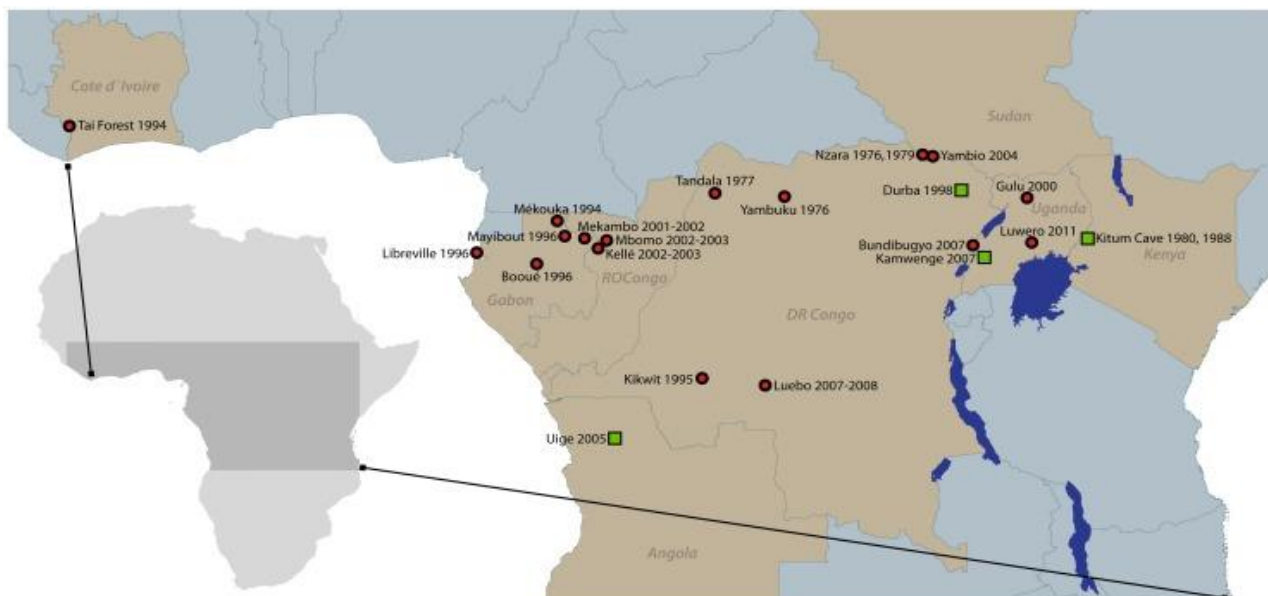 Cote d`Ivoire
Tai Forest 1994
Sudan
Nzara 1976,1979
Yambio 2004
Tandala 1977
Durba 1998
Gulu 2000
Yambuku 1976
Uganda
Mékouka 1994
Mekambo 2001-2002
Mayibout 1996
Mbomo 2002-2003
Luwero 2011
Kitum Cave 1980, 1988
Bundibugyo 2007
Libreville 1996
Kéllé 2002-2003
Kamwenge 2007
Kenya
Booué 1996
ROCongo
Gabon
DR Congo
Kikwit 1995
Luebo 2007-2008
Uige 2005
Angola